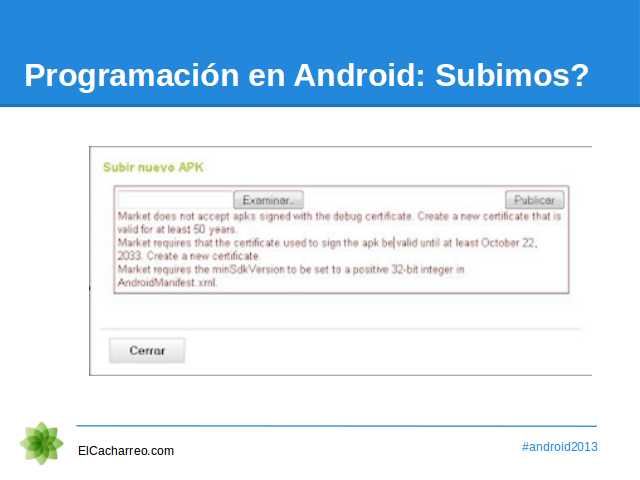 Programación en Android: Subimos?
Subir nuevo APK
Examinar..
Publicar
Market does not accept apks signed with the debug certificate. Create a new certificate that is
valid for at least 50 years.
Market requires that the certificate used to sign the apk be valid until at least October 22,
2033. Create a new certificate.
Market requires the minSdkVersion to be set to a positive 32-bit integer in
AndroidManifest.xml.
Cerrar
ElCacharreo.com
#android2013